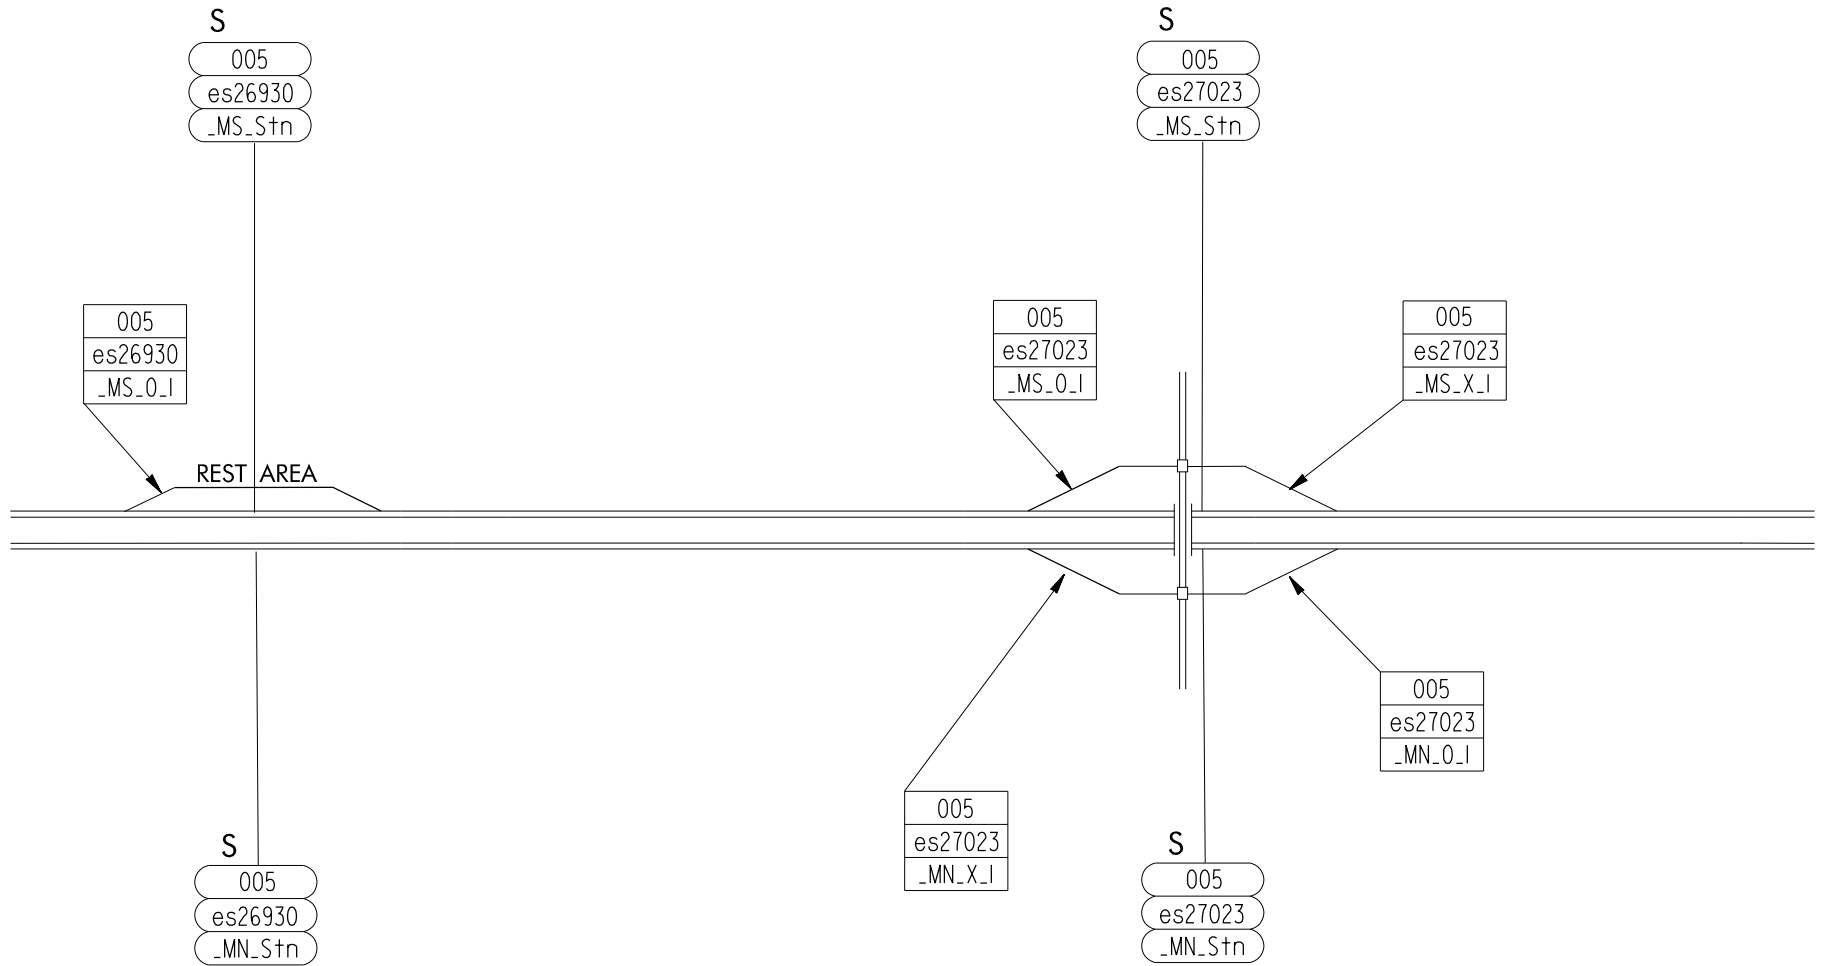 S
005
es26930
_MS_Stn
S
005
es27023
_MS_Stn
005
es26930
_MS_O_I
005
es27023
_MS_O_I
005
es27023
_MS_X_I
REST AREA
005
es27023
_MN_O_I
005
es27023
_MN_X_I
S
005
es26930
_MN_Stn
S
005
es27023
_MN_Stn